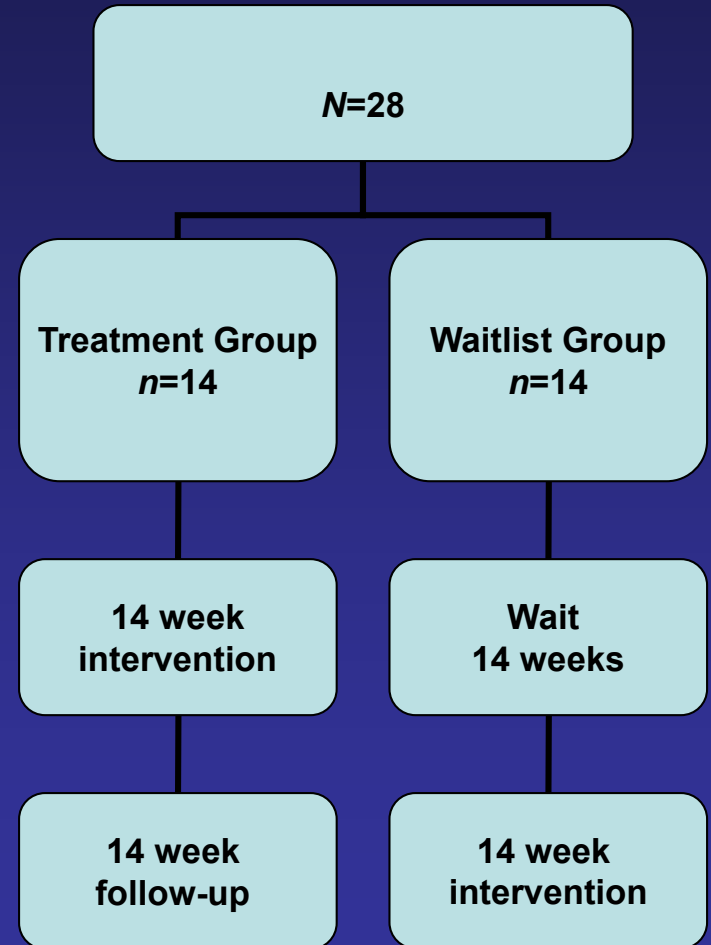 N=28
Treatment Group
n=14
Waitlist Group
n=14
14 week
intervention
Wait
14 weeks
14 week
follow-up
14 week
intervention